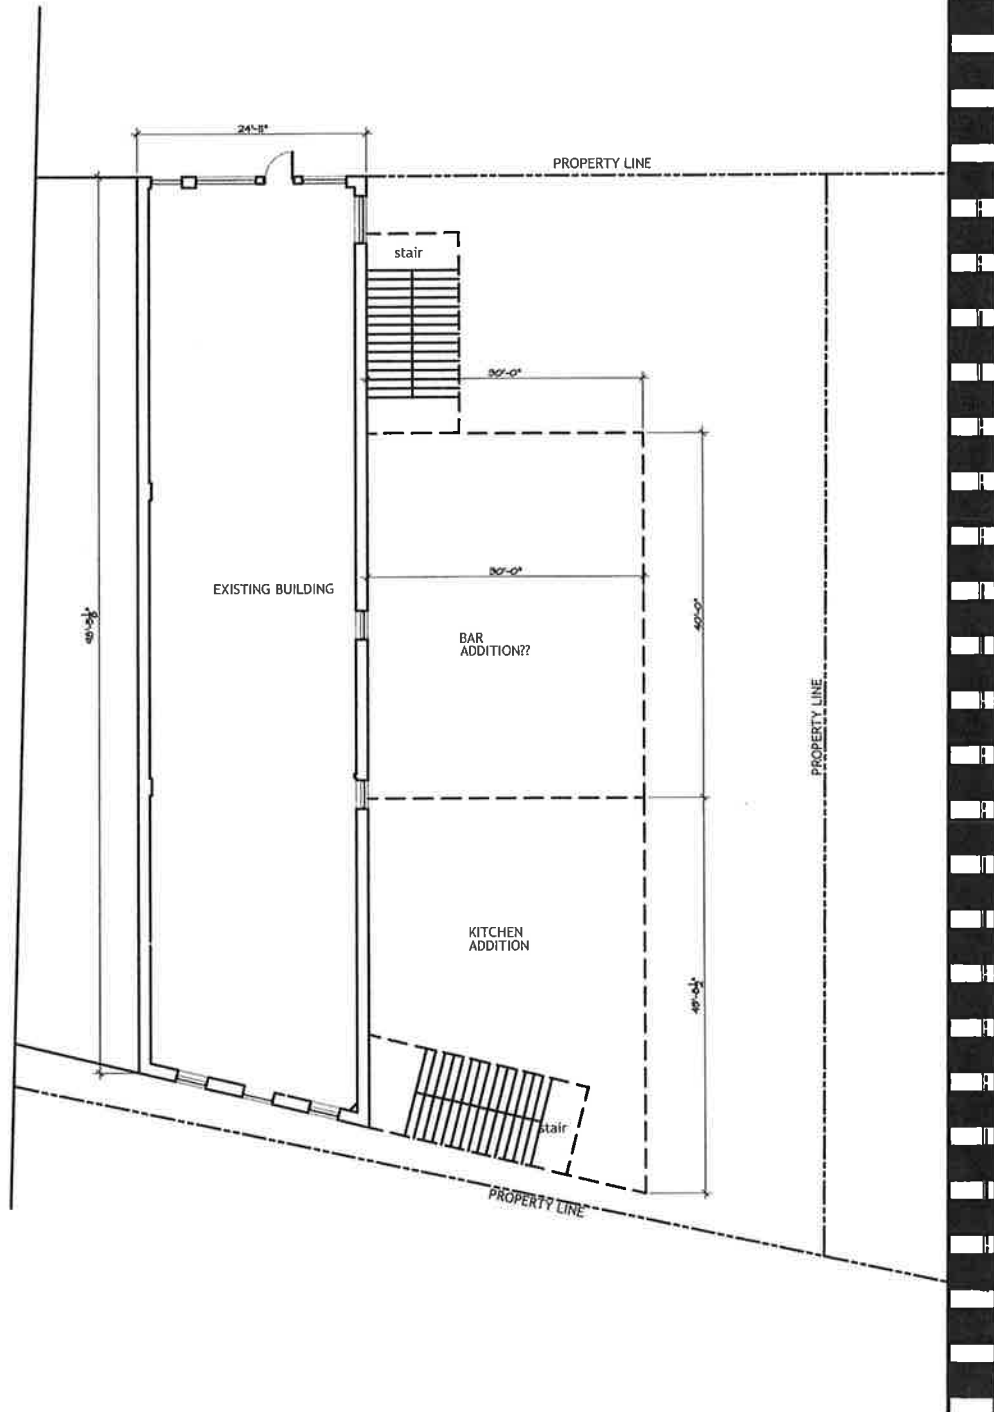 24'-11"
PROPERTY LINE
stair
30'-0"
30'-0"
EXISTING BUILDING
40'-0"
BAR
ADDITION??
PROPERTY LINE
KITCHEN
ADDITION
stair
PROPERTY LINE